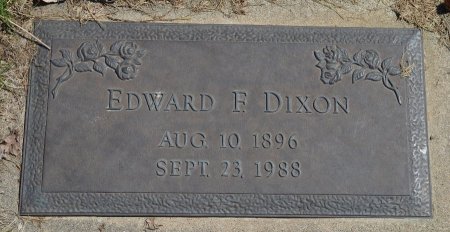 EDWARD F. DIXON
AUG. 10, 1896
SEPT. 23, 1988